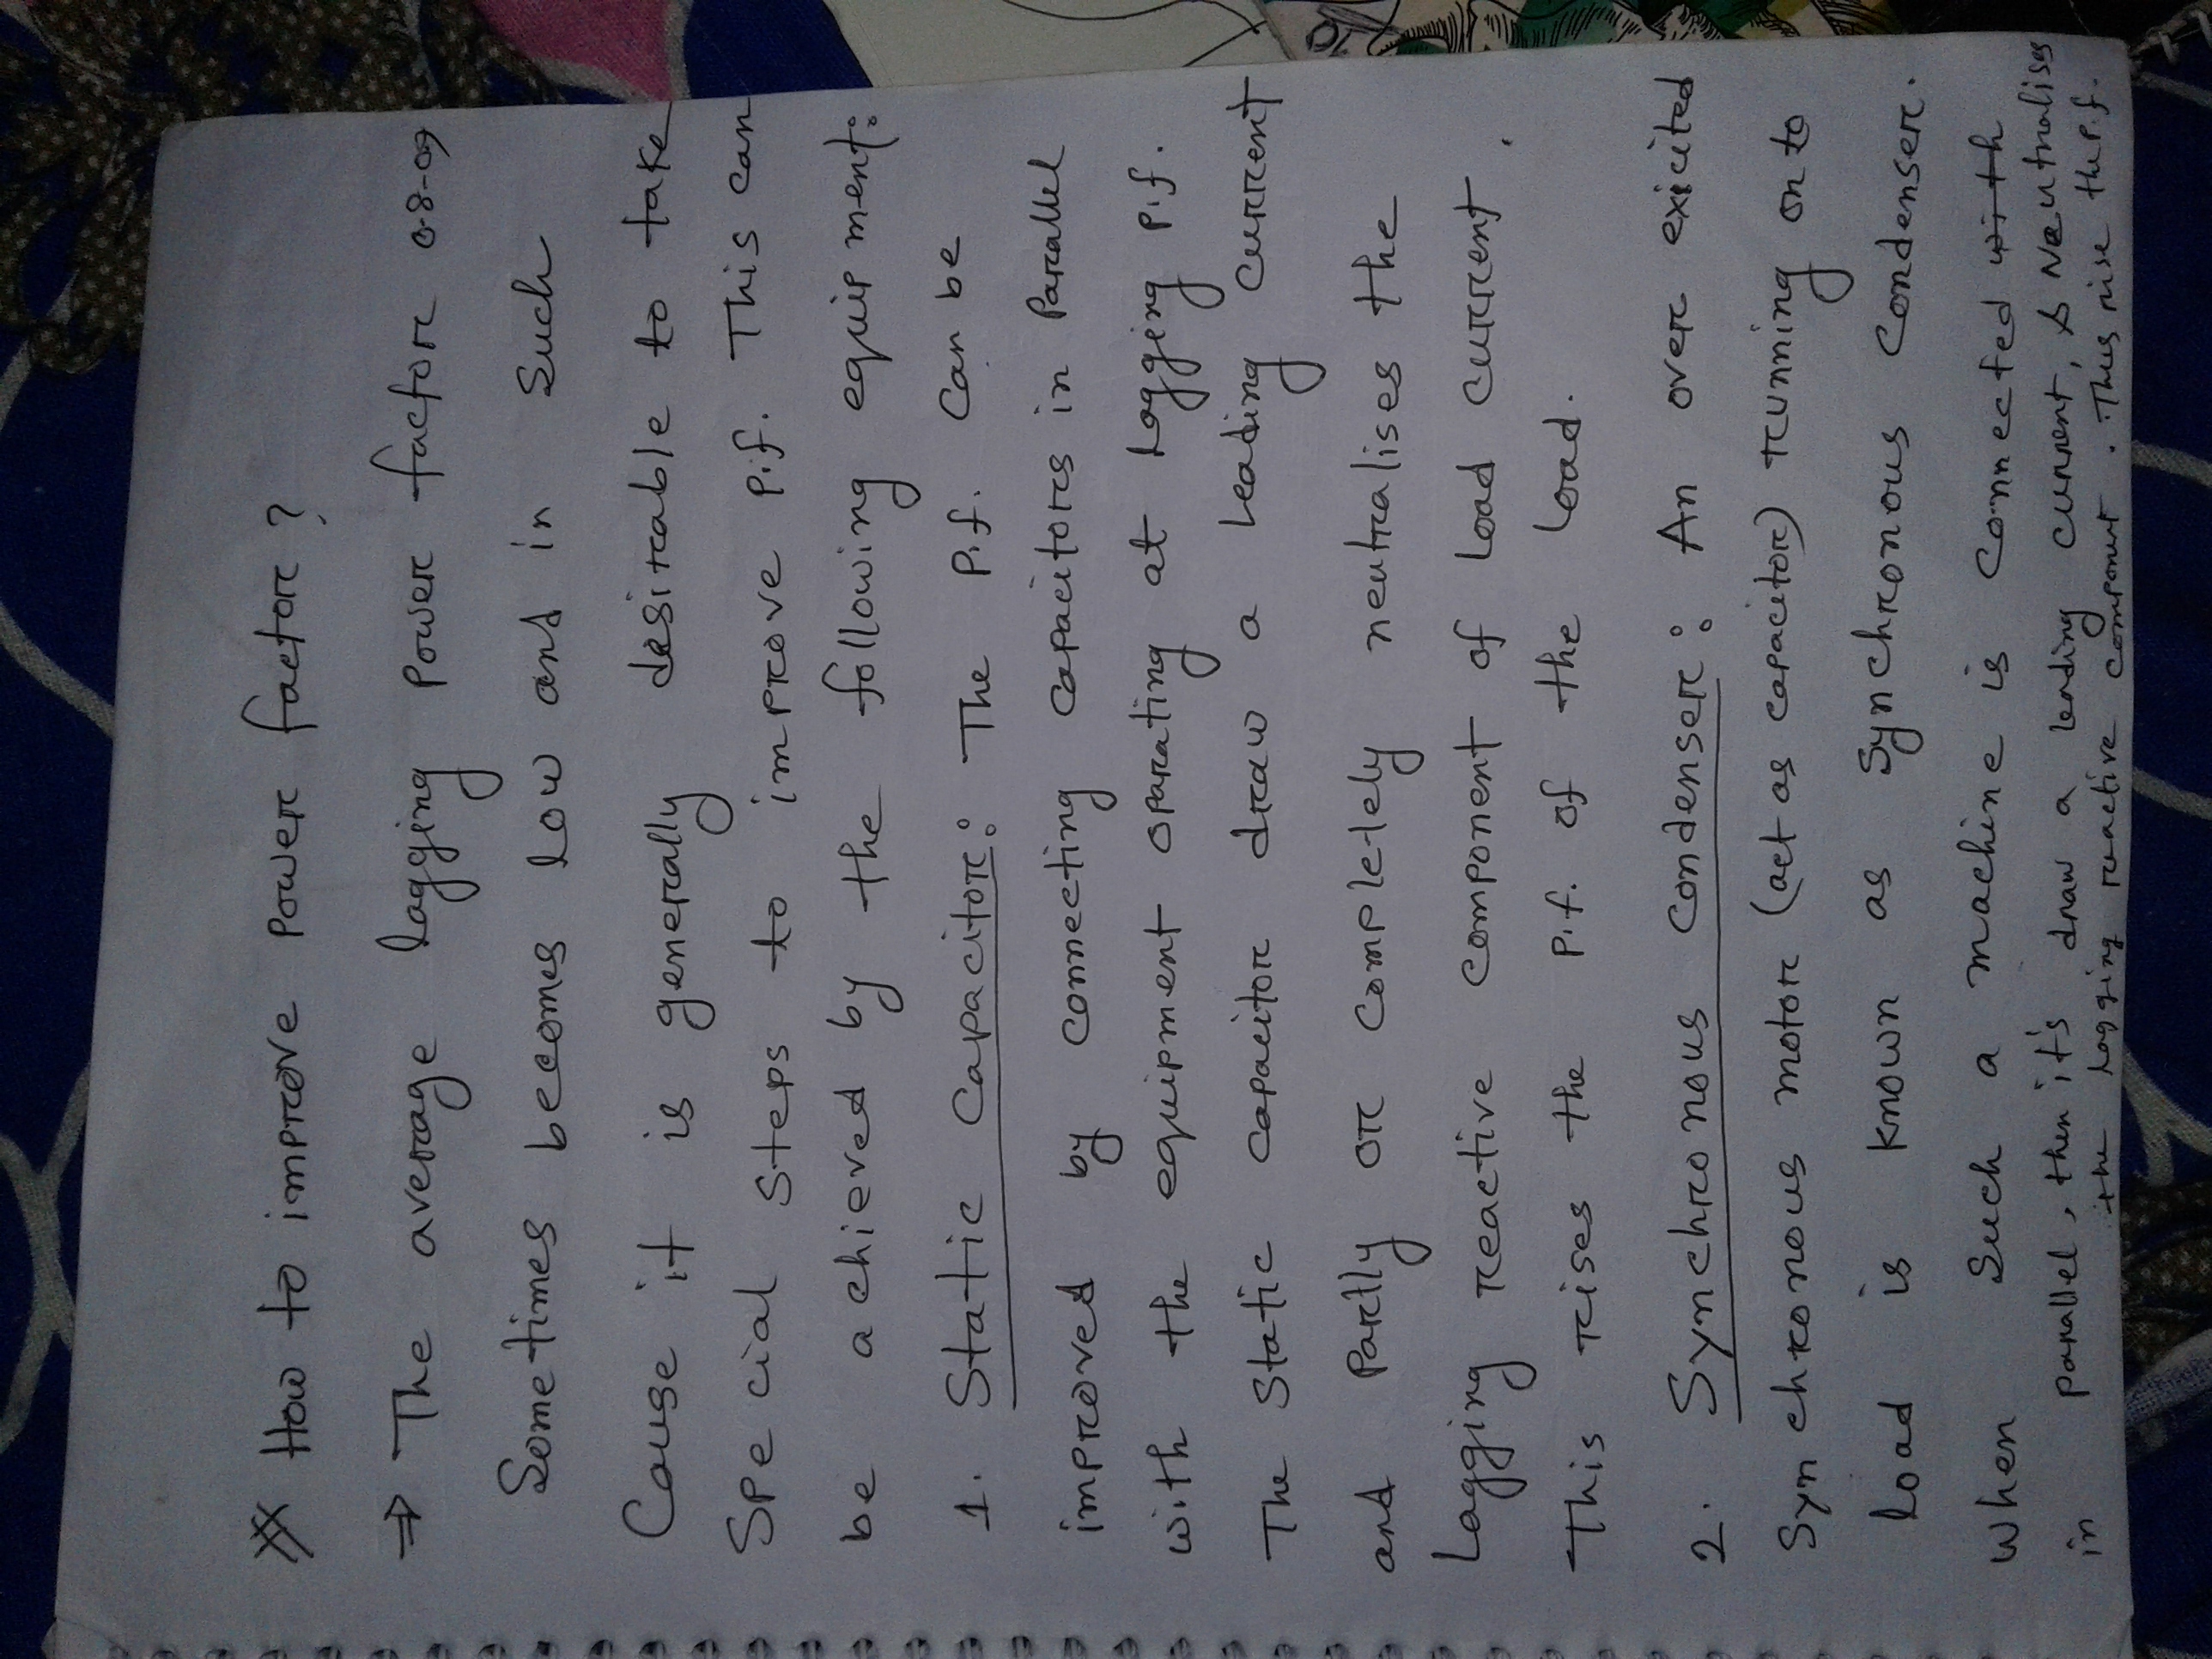 How to improve power factor ?
⇒ The average lagging power factor 0.8-09
Sometimes becomes low and in such
Cause it is generally desirable to take
Special steps to improve p.f. This can
be achieved by the following equipment:
1. Static Capacitor: The P.f. can be
improved by connecting capacitors in Parallel
with the equipment oparating at lagging p.f.
The Static capacitor draw a leading current
and Partly or completely neutralises the
Lagging reactive component of load current.
This rises the p.f. of the load.
2. Synchronous condenser: An over exicited
Synchronous motor (act as capacitor) running on to
load is known as Synchronous condenser.
When such a machine is connected with
in parallel, then it's draw a leading current, & Neutralises
the lagging reactive component. Thus rise the p.f.